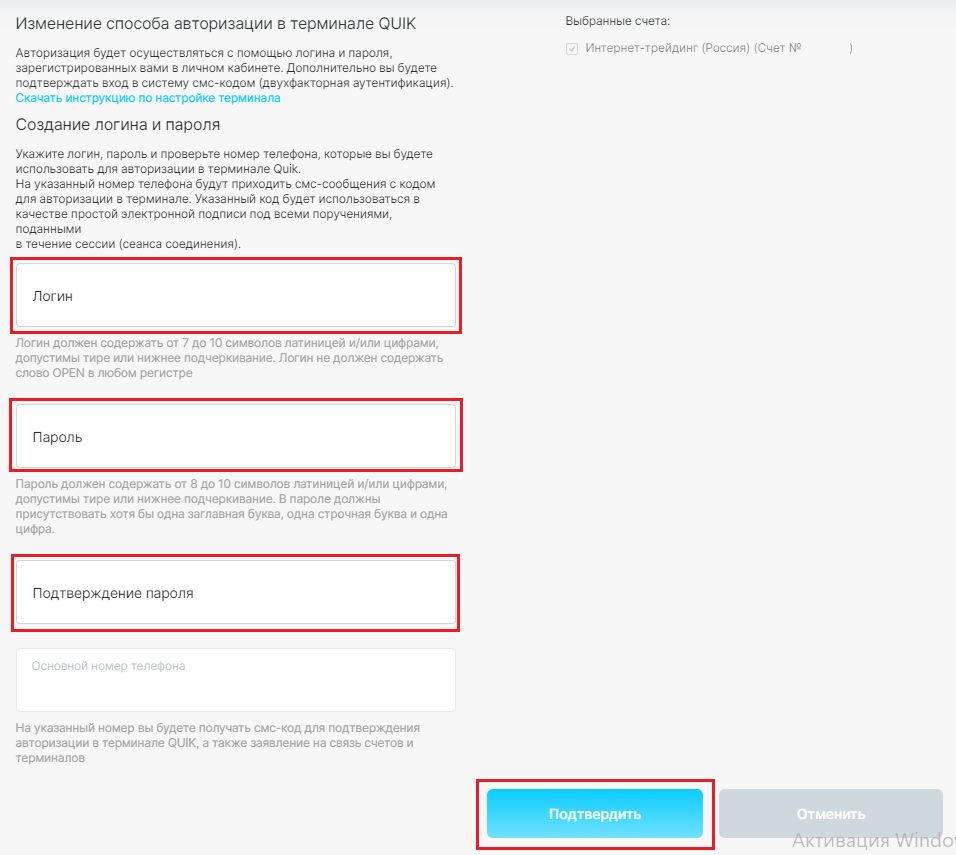 Изменение способа авторизации в терминале QUIK
Авторизация будет осуществляться с помощью логина и пароля,
зарегистрированных вами в личном кабинете. Дополнительно вы будете
подтверждать вход в систему смс-кодом (двухфакторная аутентификация).
Скачать инструкцию по настройке терминала
Создание логина и пароля
Укажите логин, пароль и проверьте номер телефона, которые вы будете
использовать для авторизации в терминале Quik.
На указанный номер телефона будут приходить смс-сообщения с кодом
для авторизации в терминале. Указанный код будет использоваться в
качестве простой электронной подписи под всеми поручениями,
поданными
в течение сессии (сеанса соединения).
Логин
Логин должен содержать от 7 до 10 символов латиницей и/или цифрами,
допустимы тире или нижнее подчеркивание. Логин не должен содержать
слово OPEN в любом регистре
Пароль
Пароль должен содержать от 8 до 10 символов латиницей и/или цифрами,
допустимы тире или нижнее подчеркивание. В пароле должны
присутствовать хотя бы одна заглавная буква, одна строчная буква и одна
цифра.
Подтверждение пароля
Основной номер телефона
На указанный номер вы будете получать смс-код для подтверждения
авторизации в терминале QUIK, а также заявление на связь счетов и
терминалов
Выбранные счета:
Интернет-трейдинг (Россия) (Счет № )
Подтвердить
Отменить
Активация Windo